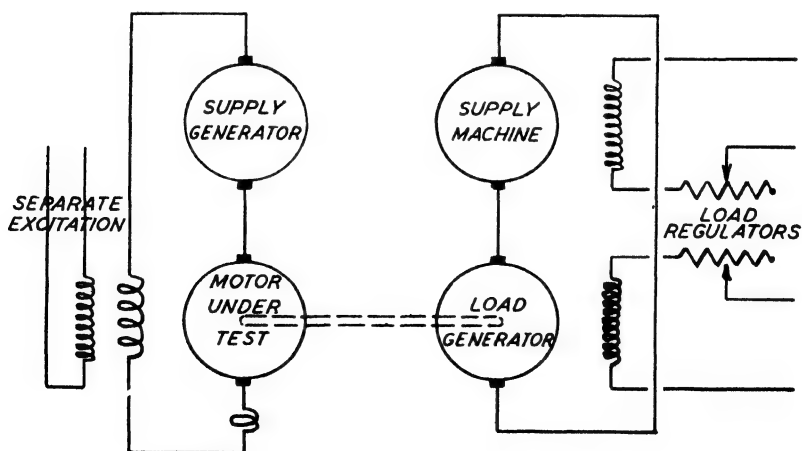 SUPPLY
GENERATOR
SUPPLY
MACHINE
SEPARATE
EXCITATION
LOAD
REGULATORS
MOTOR
UNDER
TEST
LOAD
GENERATOR